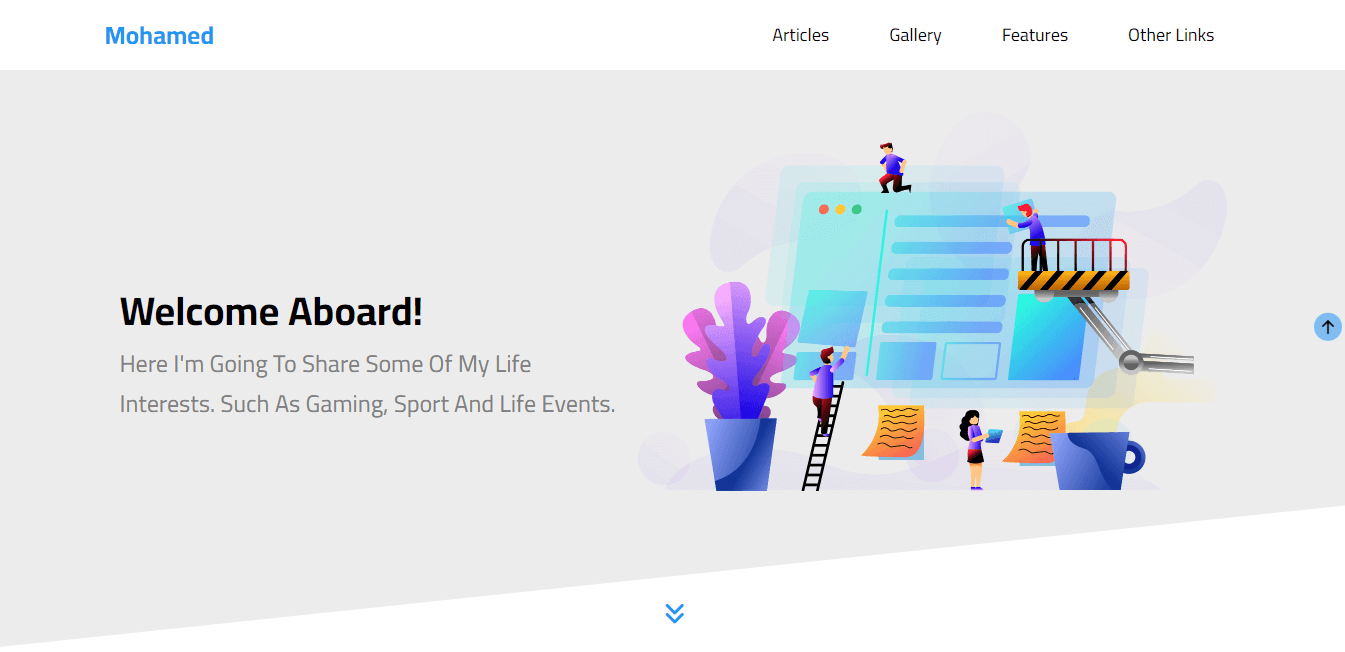 Mohamed
Articles
Gallery
Features
Other Links
Welcome Aboard!
Here I'm Going To Share Some Of My Life
Interests. Such As Gaming, Sport And Life Events.